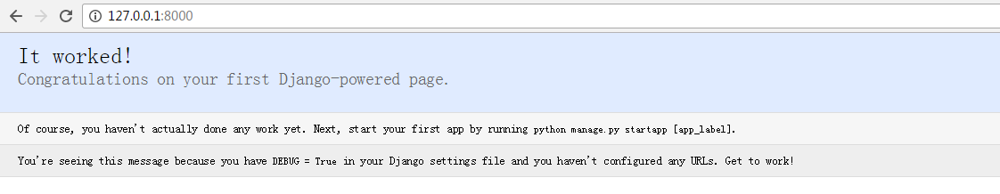 127.0.0.1:8000
It worked!
Congratulations on your first Django-powered page.
Of course, you haven't actually done any work yet. Next, start your first app by running python manage.py startapp [app_label].
You're seeing this message because you have DEBUG = True in your Django settings file and you haven't configured any URLs. Get to work!